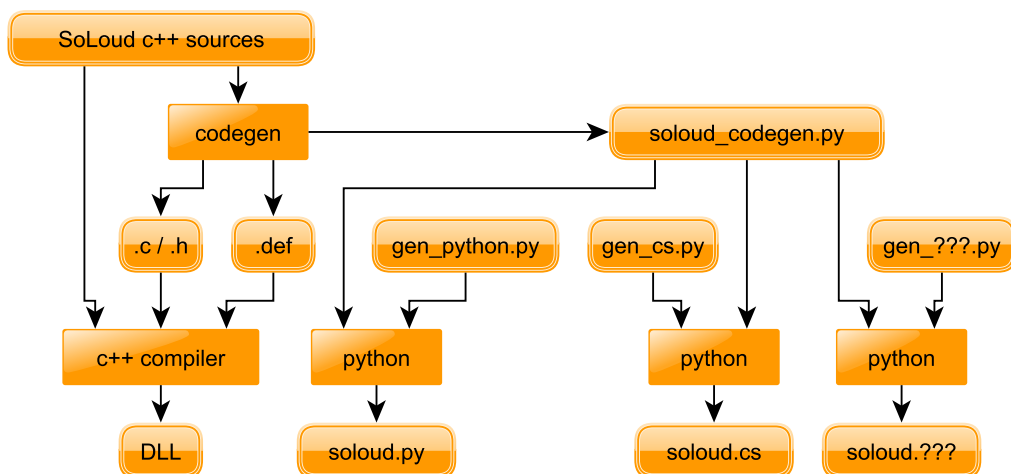 SoLoud c++ sources
codegen
soloud_codegen.py
.c / .h
.def
gen_python.py
gen_cs.py
gen_???.py
c++ compiler
python
python
python
DLL
soloud.py
soloud.cs
soloud.???